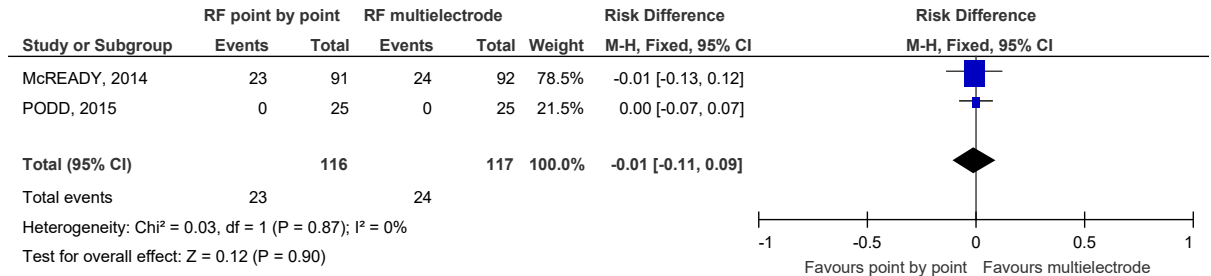 RF point by point RF multielectrode Risk Difference Risk Difference
Study or Subgroup Events Total Events Total Weight M-H, Fixed, 95% CI M-H, Fixed, 95% CI
McREADY, 2014 23 91 24 92 78.5% -0.01 [-0.13, 0.12]
PODD, 2015 0 25 0 25 21.5% 0.00 [-0.07, 0.07]
Total (95% CI) 116 117 100.0% -0.01 [-0.11, 0.09]
Total events 23 24
Heterogeneity: Chi² = 0.03, df = 1 (P = 0.87); I² = 0%
Test for overall effect: Z = 0.12 (P = 0.90)
-1 -0.5 0 0.5 1
Favours point by point Favours multielectrode